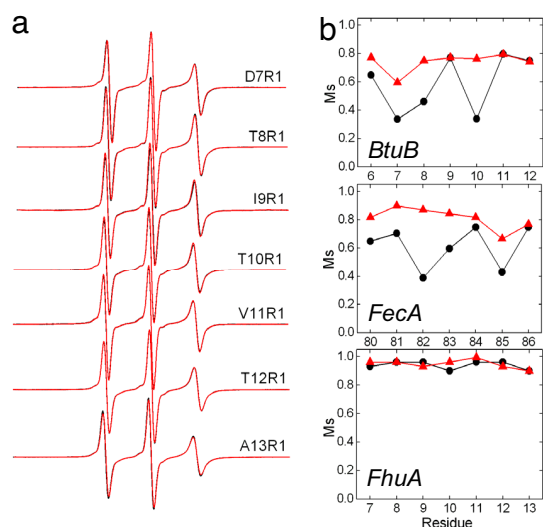 a
D7R1
T8R1
I9R1
T10R1
V11R1
T12R1
A13R1
b
1.0
0.8
0.6
0.4
0.2
0.0
Ms
BtuB
6 7 8 9 10 11 12
1.0
0.8
0.6
0.4
0.2
0.0
Ms
FecA
80 81 82 83 84 85 86
1.0
0.8
0.6
0.4
0.2
0.0
Ms
FhuA
7 8 9 10 11 12 13
Residue